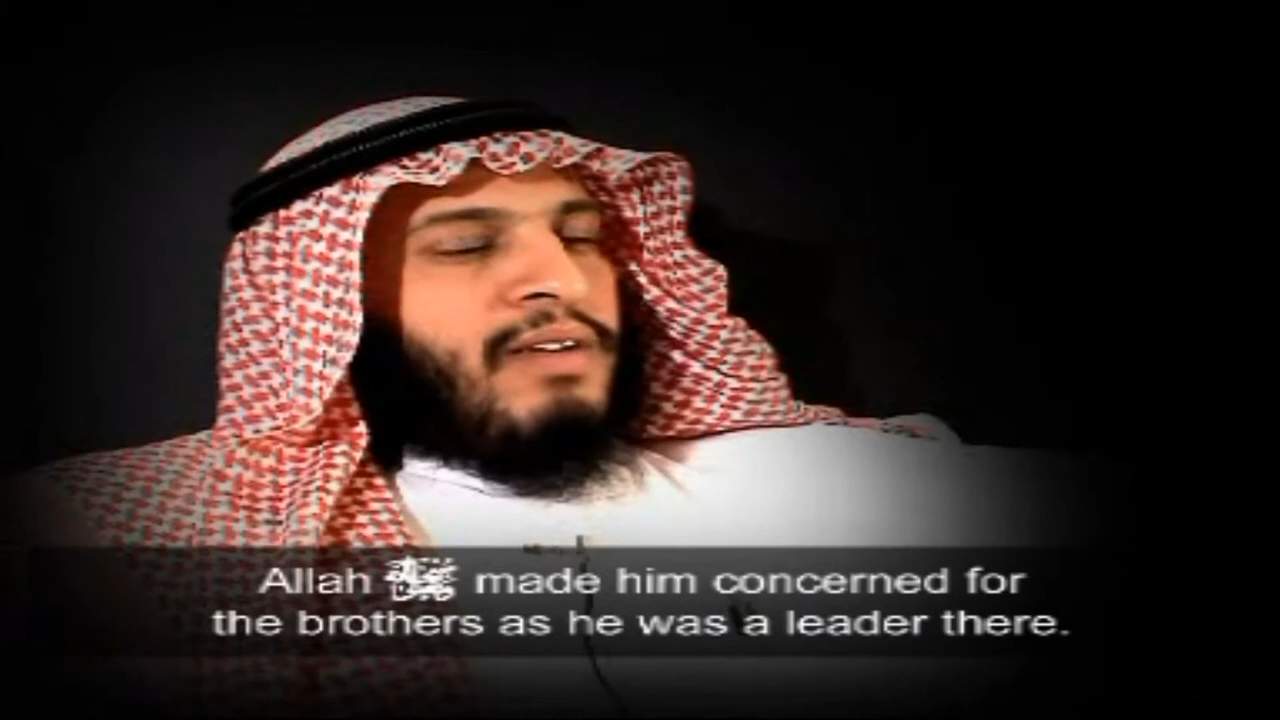 Allah made him concerned for
the brothers as he was a leader there.